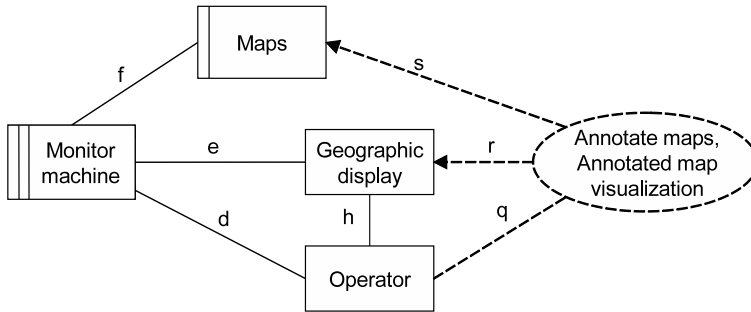 Maps
f
s
Monitor
machine
e
Geographic
display
r
Annotate maps,
Annotated map
visualization
d
h
q
Operator